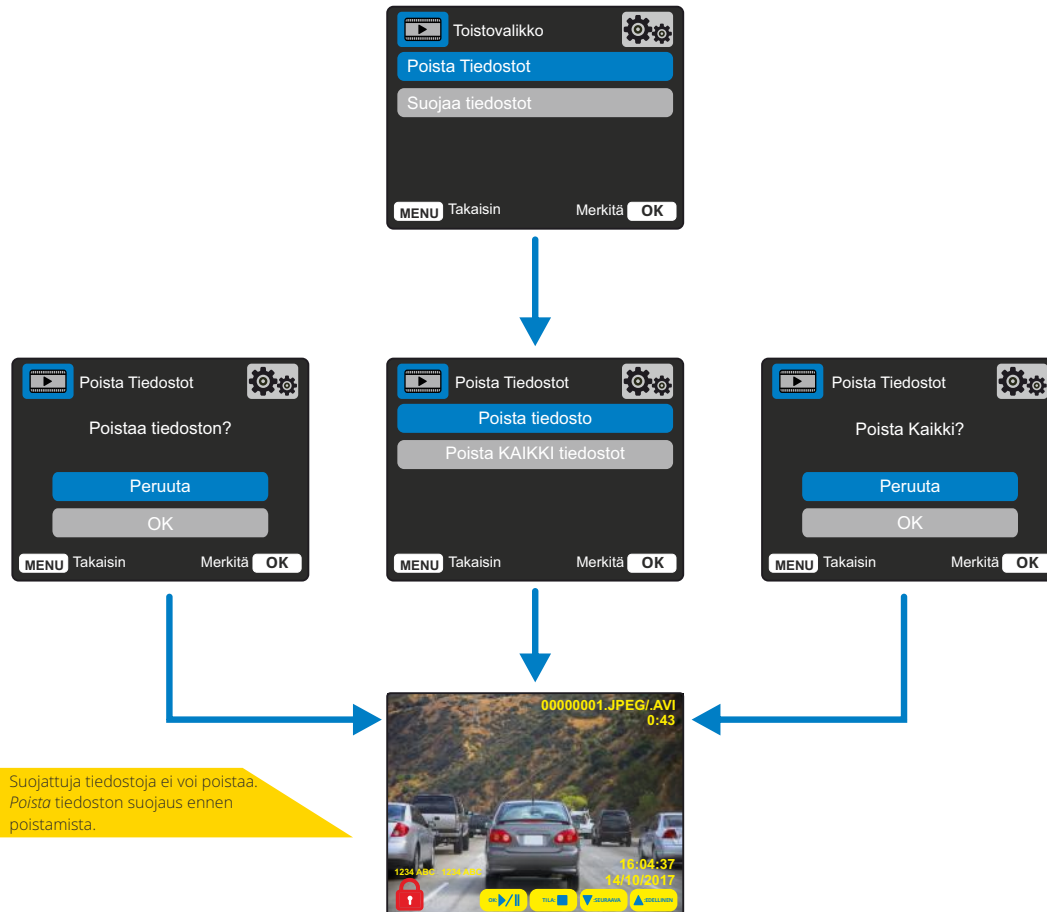 Toistovalikko
Poista Tiedostot
Suojaa tiedostot
MENU Takaisin Merkitä OK
Poista Tiedostot
Poistaa tiedoston?
Peruuta
OK
MENU Takaisin Merkitä OK
Poista Tiedostot
Poista tiedosto
Poista KAIKKI tiedostot
MENU Takaisin Merkitä OK
Poista Tiedostot
Poista Kaikki?
Peruuta
OK
MENU Takaisin Merkitä OK
00000001.JPEG/.AVI
0:43
Suojattuja tiedostoja ei voi poistaa.
Poista tiedoston suojaus ennen
poistamista.
16:04:37
1234 ABC 1234 ABC
14/10/2017
OK: TILA: :SEURAAVA :EDELLINEN